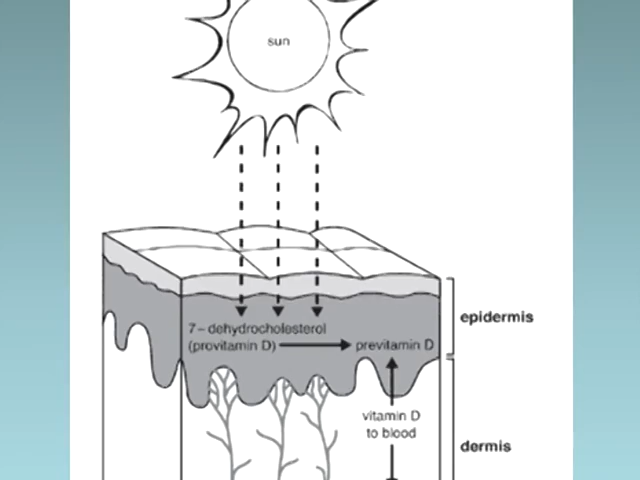 sun
7– dehydrocholesterol
(provitamin D)
previtamin D
epidermis
vitamin D
to blood
dermis